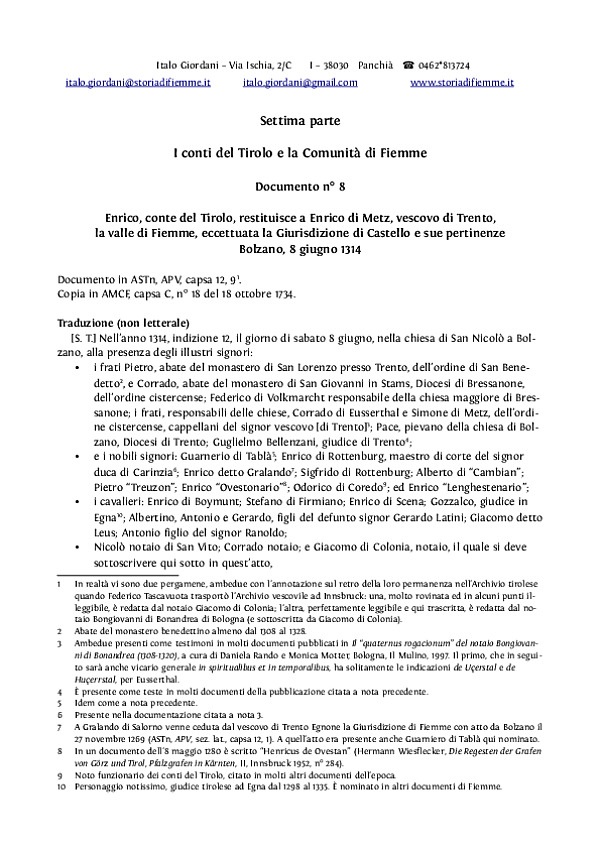 Italo Giordani – Via Ischia, 2/C I – 38030 Panchià ☎ 0462*813724
italo.giordani@storiadifiemme.it italo.giordani@gmail.com www.storiadifiemme.it
Settima parte
I conti del Tirolo e la Comunità di Fiemme
Documento n° 8
Enrico, conte del Tirolo, restituisce a Enrico di Metz, vescovo di Trento,
la valle di Fiemme, eccettuata la Giurisdizione di Castello e sue pertinenze
Bolzano, 8 giugno 1314
Documento in ASTn, APV, capsa 12, 9¹.
Copia in AMCF, capsa C, n° 18 del 18 ottobre 1734.
Traduzione (non letterale)
[S. T.] Nell'anno 1314, indizione 12, il giorno di sabato 8 giugno, nella chiesa di San Nicolò a Bol-
zano, alla presenza degli illustri signori:
• i frati Pietro, abate del monastero di San Lorenzo presso Trento, dell'ordine di San Bene-
detto², e Corrado, abate del monastero di San Giovanni in Stams, Diocesi di Bressanone,
dell'ordine cistercense; Federico di Volkmarcht responsabile della chiesa maggiore di Bres-
sanone; i frati, responsabili delle chiese, Corrado di Eusserthal e Simone di Metz, dell'ordi-
ne cistercense, cappellani del signor vescovo [di Trento]³; Pace, pievano della chiesa di Bol-
zano, Diocesi di Trento; Guglielmo Bellenzani, giudice di Trento⁴;
• e i nobili signori: Guarnerio di Tablà⁵; Enrico di Rottenburg, maestro di corte del signor
duca di Carinzia⁶; Enrico detto Gralando⁷; Sigfrido di Rottenburg; Alberto di “Cambian”;
Pietro “Treuzon”; Enrico “Ovestonario”⁸; Odorico di Coredo⁹; ed Enrico “Lenghestenario”;
• i cavalieri: Enrico di Boymunt; Stefano di Firmiano; Enrico di Scena; Gozzalco, giudice in
Egna¹⁰; Albertino, Antonio e Gerardo, figli del defunto signor Gerardo Latini; Giacomo detto
Leus; Antonio figlio del signor Ranoldo;
• Nicolò notaio di San Vito; Corrado notaio; e Giacomo di Colonia, notaio, il quale si deve
sottoscrivere qui sotto in quest'atto,
1 In realtà vi sono due pergamene, ambedue con l'annotazione sul retro della loro permanenza nell'Archivio tirolese
quando Federico Tascavuota trasportò l'Archivio vescovile ad Innsbruck: una, molto rovinata ed in alcuni punti il-
leggibile, è redatta dal notaio Giacomo di Colonia; l'altra, perfettamente leggibile e qui trascritta, è redatta dal no-
taio Bongiovanni di Bonandrea di Bologna (e sottoscritta da Giacomo di Colonia).
2 Abate del monastero benedettino almeno dal 1308 al 1328.
3 Ambedue presenti come testimoni in molti documenti pubblicati in Il “quaternus rogacionum” del notaio Bongiovan-
ni di Bonandrea (1308-1320), a cura di Daniela Rando e Monica Motter, Bologna, Il Mulino, 1997. Il primo, che in segui-
to sarà anche vicario generale in spiritualibus et in temporalibus, ha solitamente le indicazioni de Uçerstal e de
Huçerrstal, per Eusserthal.
4 È presente come teste in molti documenti della pubblicazione citata a nota precedente.
5 Idem come a nota precedente.
6 Presente nella documentazione citata a nota 3.
7 A Gralando di Salorno venne ceduta dal vescovo di Trento Egnone la Giurisdizione di Fiemme con atto da Bolzano il
27 novembre 1269 (ASTn, APV, sez. lat., capsa 12, 1). A quell'atto era presente anche Guarniero di Tablà qui nominato.
8 In un documento dell'8 maggio 1280 è scritto “Henricus de Ovestan” (Hermann Wiesflecker, Die Regesten der Grafen
von Görz und Tirol, Pfalzgrafen in Kärnten, II, Innsbruck 1952, n° 284).
9 Noto funzionario dei conti del Tirolo, citato in molti altri documenti dell'epoca.
10 Personaggio notissimo, giudice tirolese ad Egna dal 1298 al 1335. È nominato in altri documenti di Fiemme.